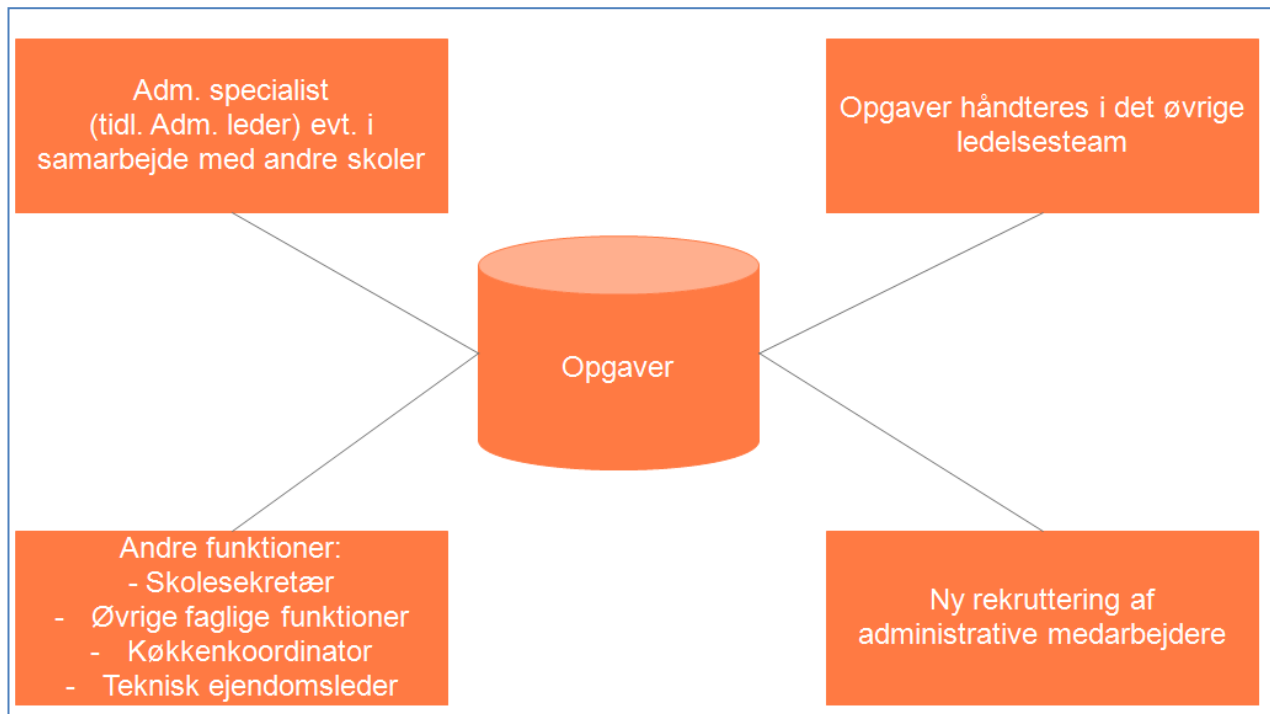 Adm. specialist
(tidl. Adm. leder) evt. i
samarbejde med andre skoler
Opgaver håndteres i det øvrige
ledelsesteam
Opgaver
Andre funktioner:
- Skolesekretær
- Øvrige faglige funktioner
- Køkkenkoordinator
- Teknisk ejendomsleder
Ny rekruttering af
administrative medarbejdere